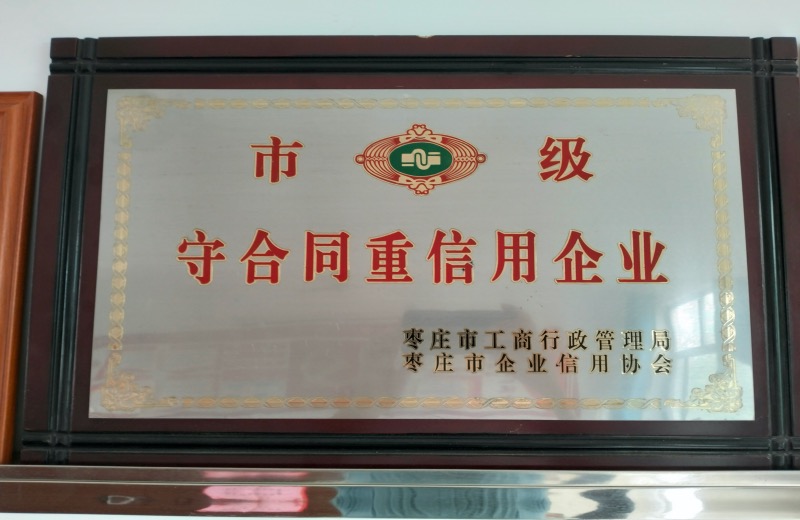 市 级
守合同重信用企业
枣庄市工商行政管理局
枣庄市企业信用协会